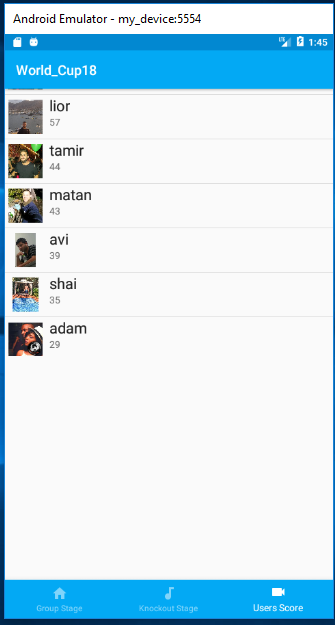 Android Emulator - my_device:5554
1:45
World_Cup18
lior
57
tamir
44
matan
43
avi
39
shai
35
adam
29
Group Stage
Knockout Stage
Users Score